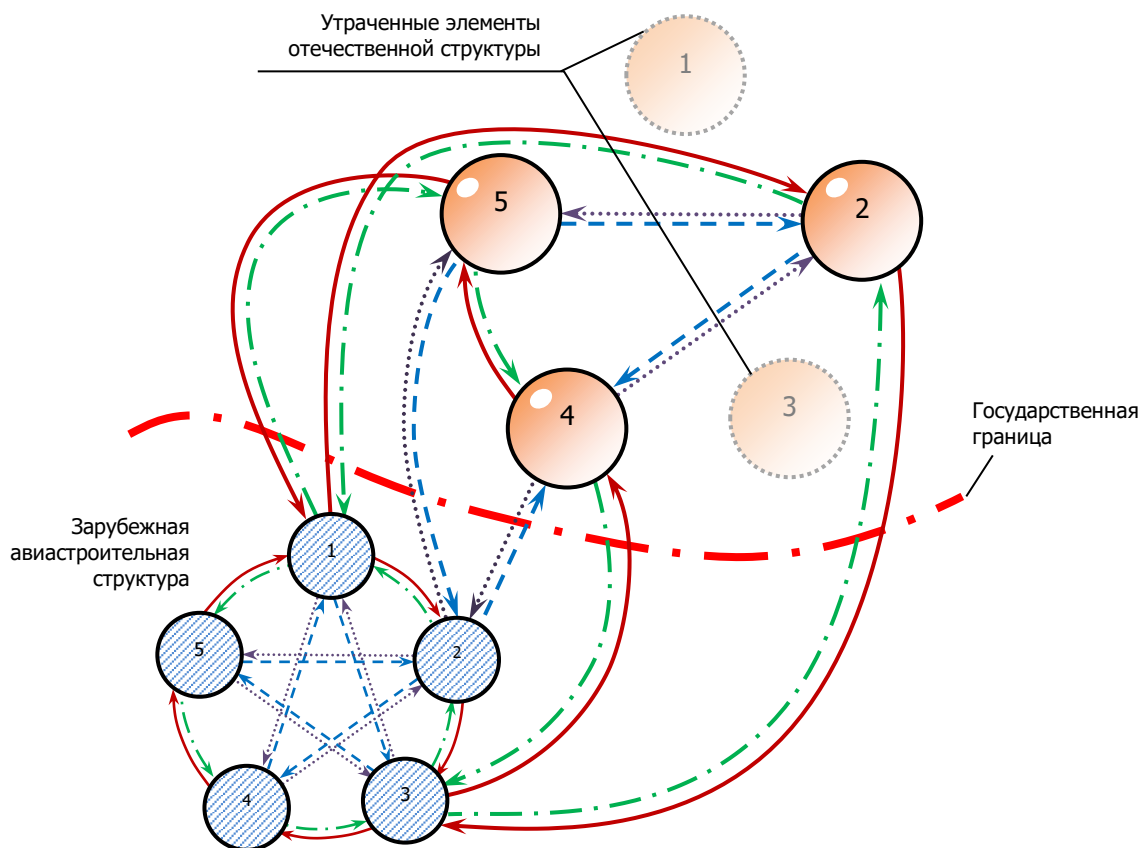 Утраченные элементы
отечественной структуры
1
5
2
4
3
Государственная
граница
Зарубежная
авиастроительная
структура
1
5
2
4
3